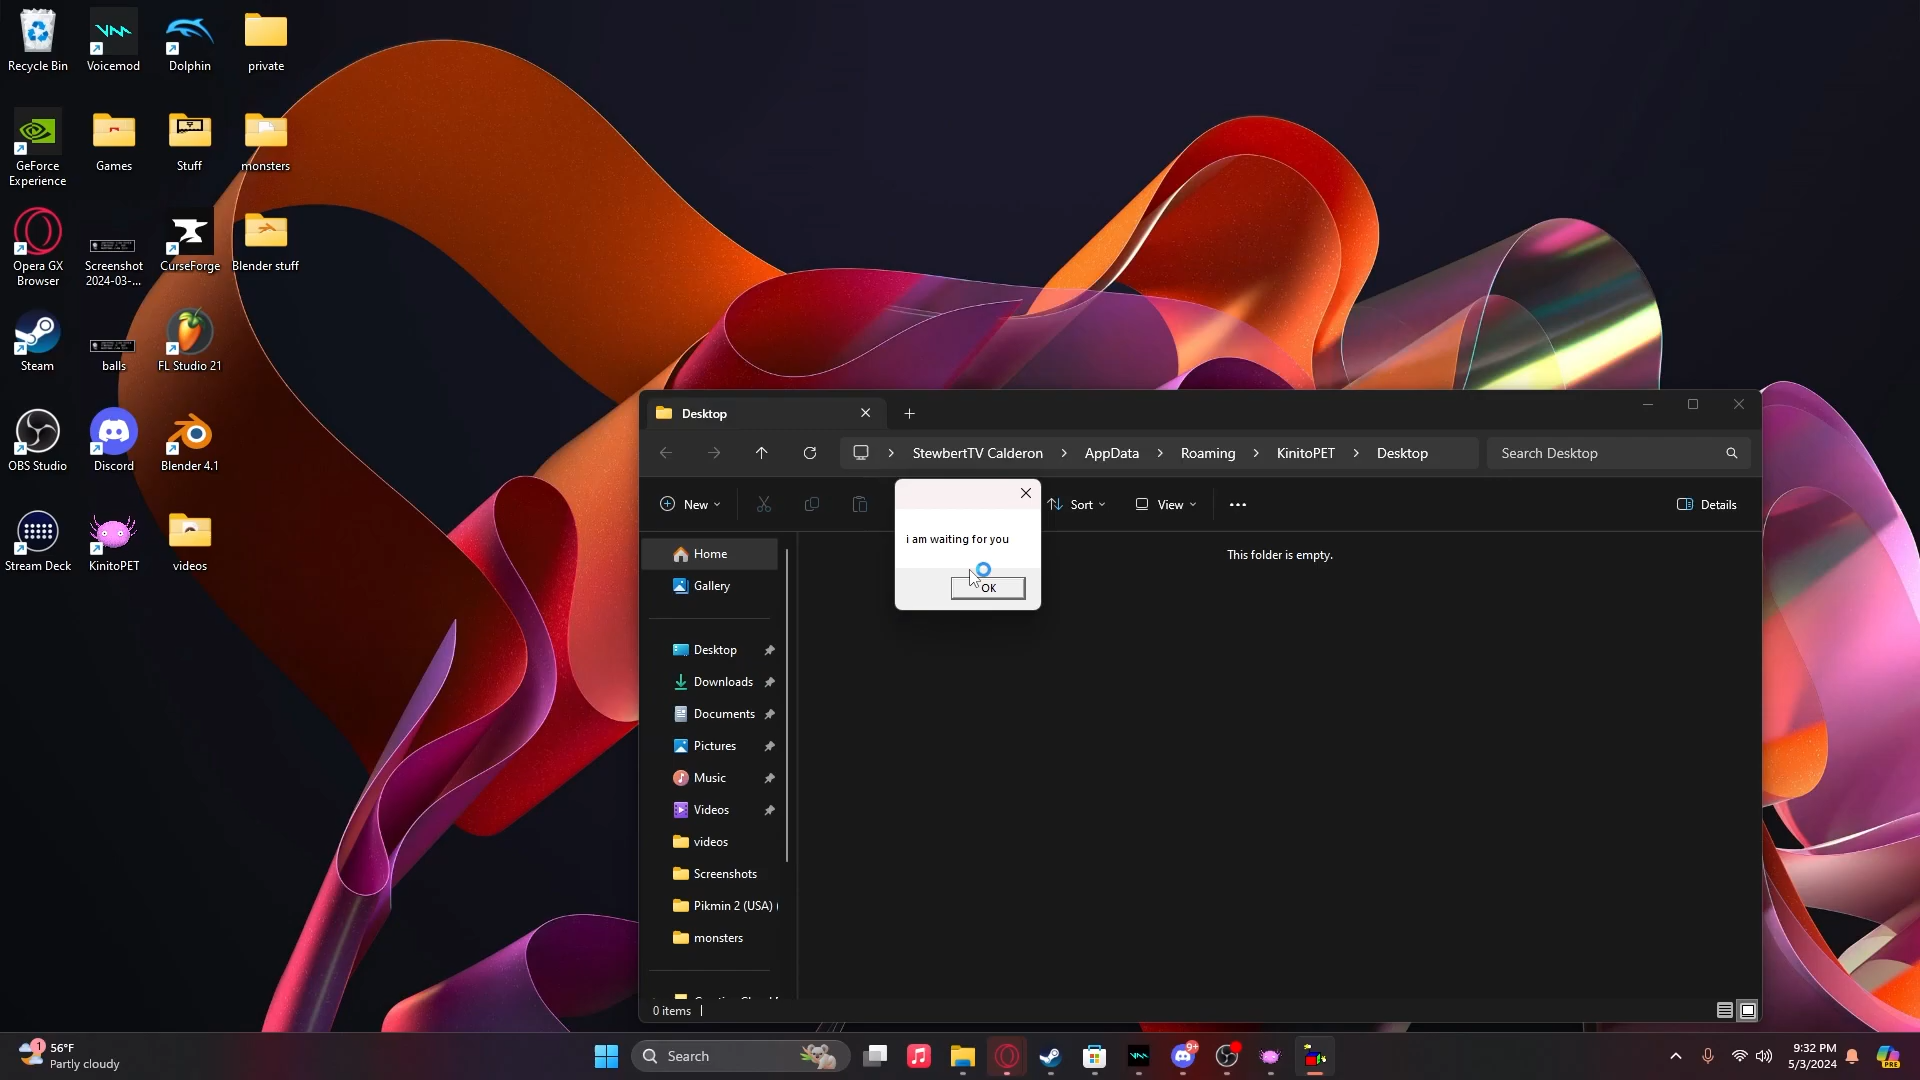 Recycle Bin
Voicemod
Dolphin
private
GeForce
Experience
Games
Stuff
monsters
Opera GX
Browser
Screenshot
2024-03-...
CurseForge
Blender stuff
Steam
balls
FL Studio 21
OBS Studio
Discord
Blender 4.1
Stream Deck
KinitoPET
videos
Desktop
StewbertTV Calderon > AppData > Roaming > KinitoPET > Desktop
Search Desktop
New
Sort
View
Details
i am waiting for you
OK
This folder is empty.
Home
Gallery
Desktop
Downloads
Documents
Pictures
Music
Videos
videos
Screenshots
Pikmin 2 (USA) (
monsters
0 items
1
56°F
Partly cloudy
Search
9+
9:32 PM
5/3/2024
PRE